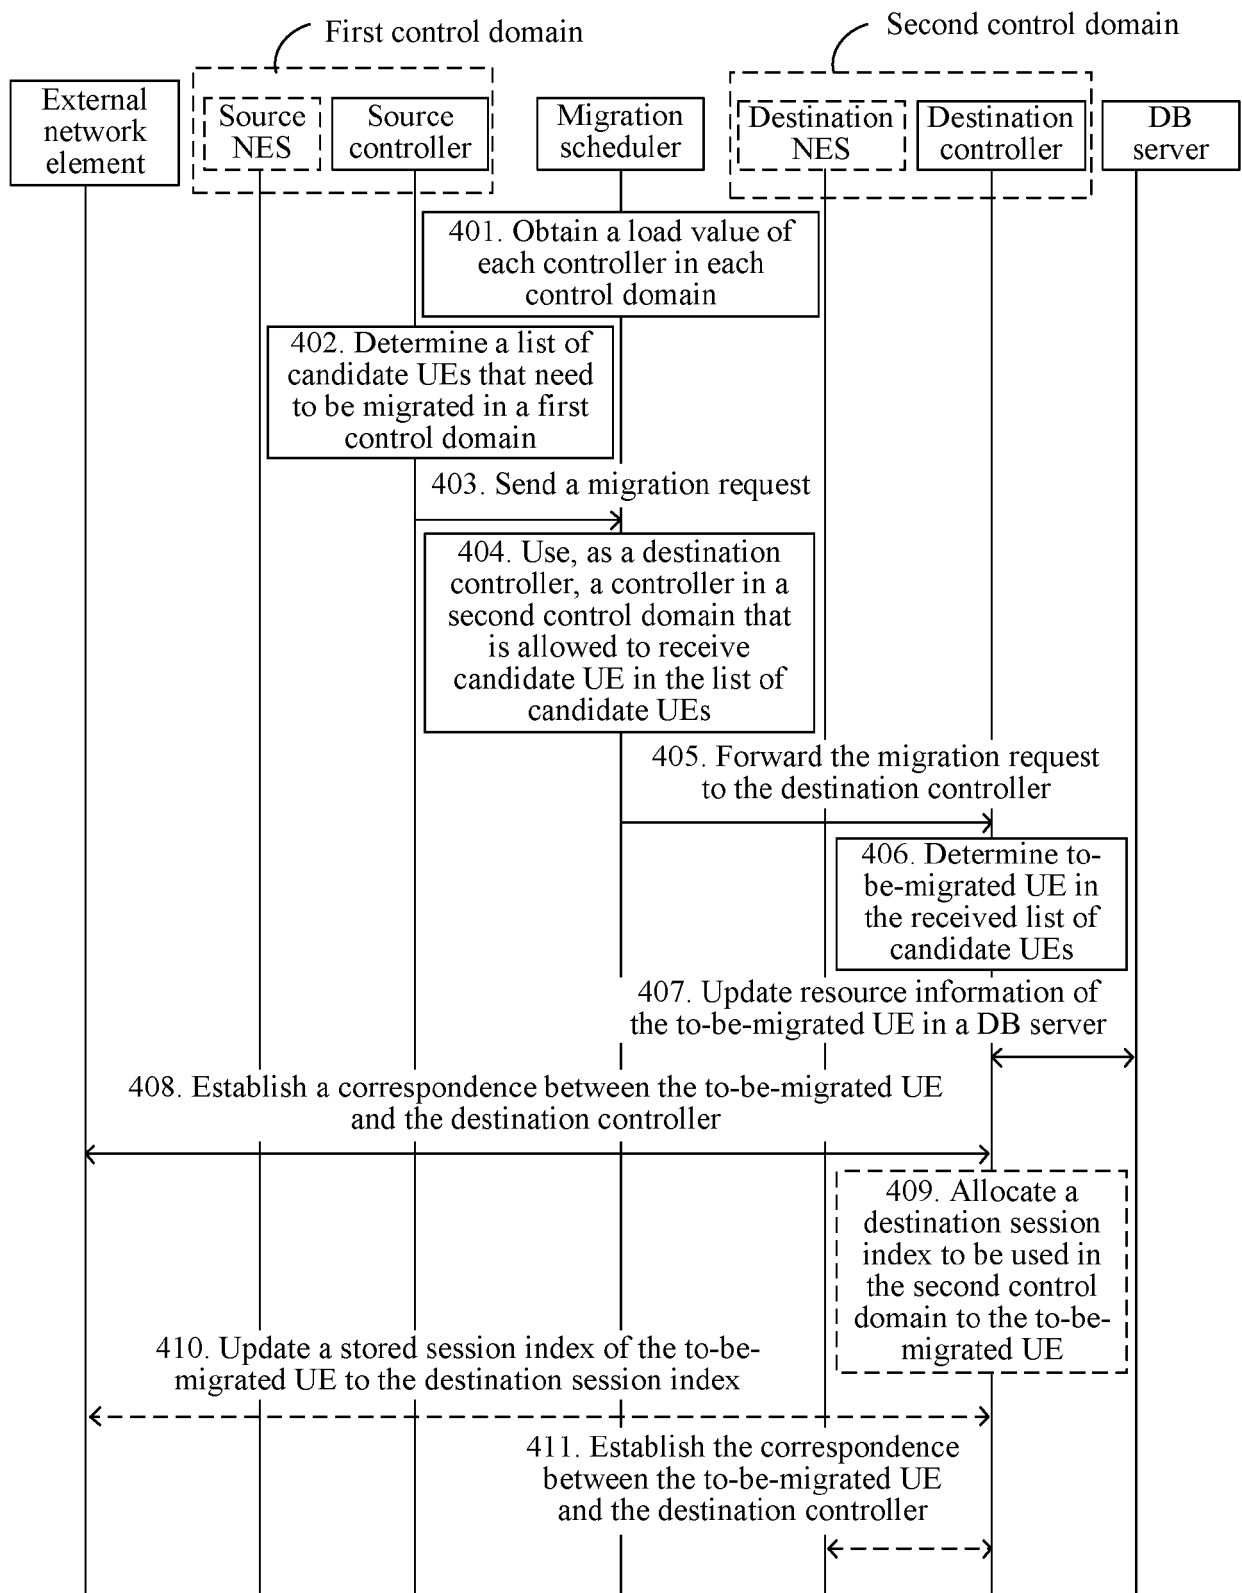 First control domain
Second control domain
External
network
element
Source
NES
Source
controller
Migration
scheduler
Destination
NES
Destination
controller
DB
server
401. Obtain a load value of
each controller in each
control domain
402. Determine a list of
candidate UEs that need
to be migrated in a first
control domain
403. Send a migration request
404. Use, as a destination
controller, a controller in a
second control domain that
is allowed to receive
candidate UE in the list of
candidate UEs
405. Forward the migration request
to the destination controller
406. Determine to-
be-migrated UE in
the received list of
candidate UEs
407. Update resource information of
the to-be-migrated UE in a DB server
408. Establish a correspondence between the to-be-migrated UE
and the destination controller
409. Allocate a
destination session
index to be used in
the second control
domain to the to-be-
migrated UE
410. Update a stored session index of the to-be-
migrated UE to the destination session index
411. Establish the correspondence
between the to-be-migrated UE
and the destination controller